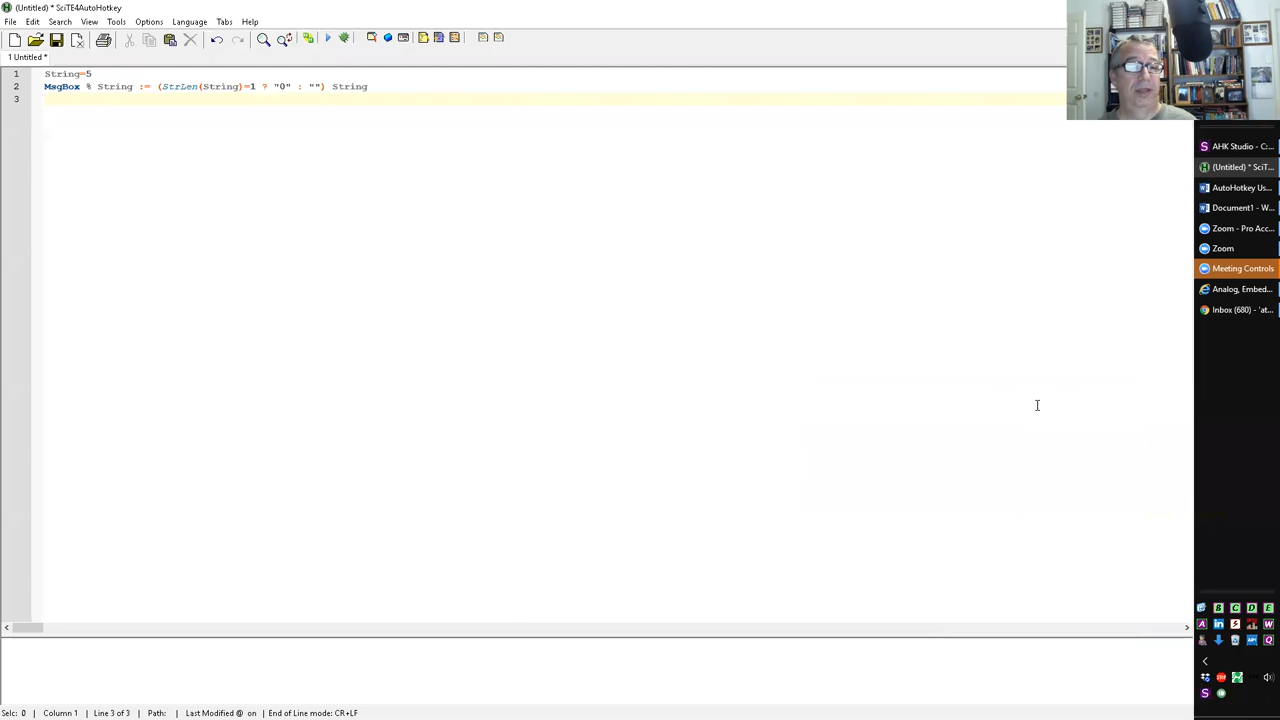 (Untitled) * SciTE4AutoHotkey
File Edit Search View Tools Options Language Tabs Help
1 Untitled *
1 String=5
2 MsgBox % String := (StrLen(String)=1 ? "0" : "") String
3
AHK Studio - C:...
(Untitled) * SciT...
AutoHotkey Us...
Document1 - W...
Zoom - Pro Acc...
Zoom
Meeting Controls
Analog, Embed...
Inbox (680) - 'at...
Selc: 0 | Column 1 | Line 3 of 3 | Path: | Last Modified @ on | End of Line mode: CR+LF